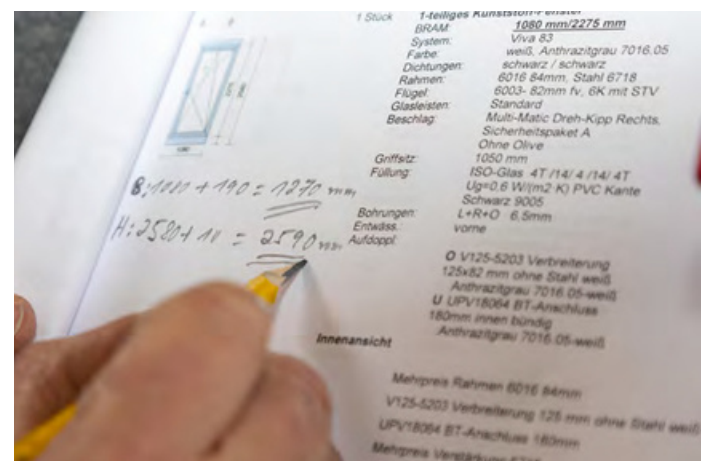 1 Stück 1-teiliges Kunststoff-Fenster
BRAM: 1080 mm/2275 mm
System: Viva 83
Farbe: weiß, Anthrazitgrau 7016.05
Dichtungen: schwarz / schwarz
Rahmen: 6016 84mm, Stahl 6718
Flügel: 6003- 82mm fv, 6K mit STV
Glasleisten: Standard
Beschlag: Multi-Matic Dreh-Kipp Rechts,
Sicherheitspaket A
Ohne Olive
Griffsitz: 1050 mm
Füllung: ISO-Glas 4T /14/ 4 /14/ 4T
Ug=0,6 W/(m2 K) PVC Kante
Schwarz 9005
Bohrungen: L+R+O 6,5mm
Entwäss.: vorne
Aufdoppl:
O V125-5203 Verbreiterung
125x82 mm ohne Stahl weiß
Anthrazitgrau 7016.05-weiß
U UPV18064 BT-Anschluss
180mm innen bündig
Anthrazitgrau 7016.05-weiß
B: 1080 + 190 = 1270 mm
H: 2580 + 10 = 2590 mm
Innenansicht
Mehrpreis Rahmen 6016 84mm
V125-5203 Verbreiterung 125 mm ohne Stahl weiß
UPV18064 BT-Anschluss 180mm
Mehrpreis Verstärkung